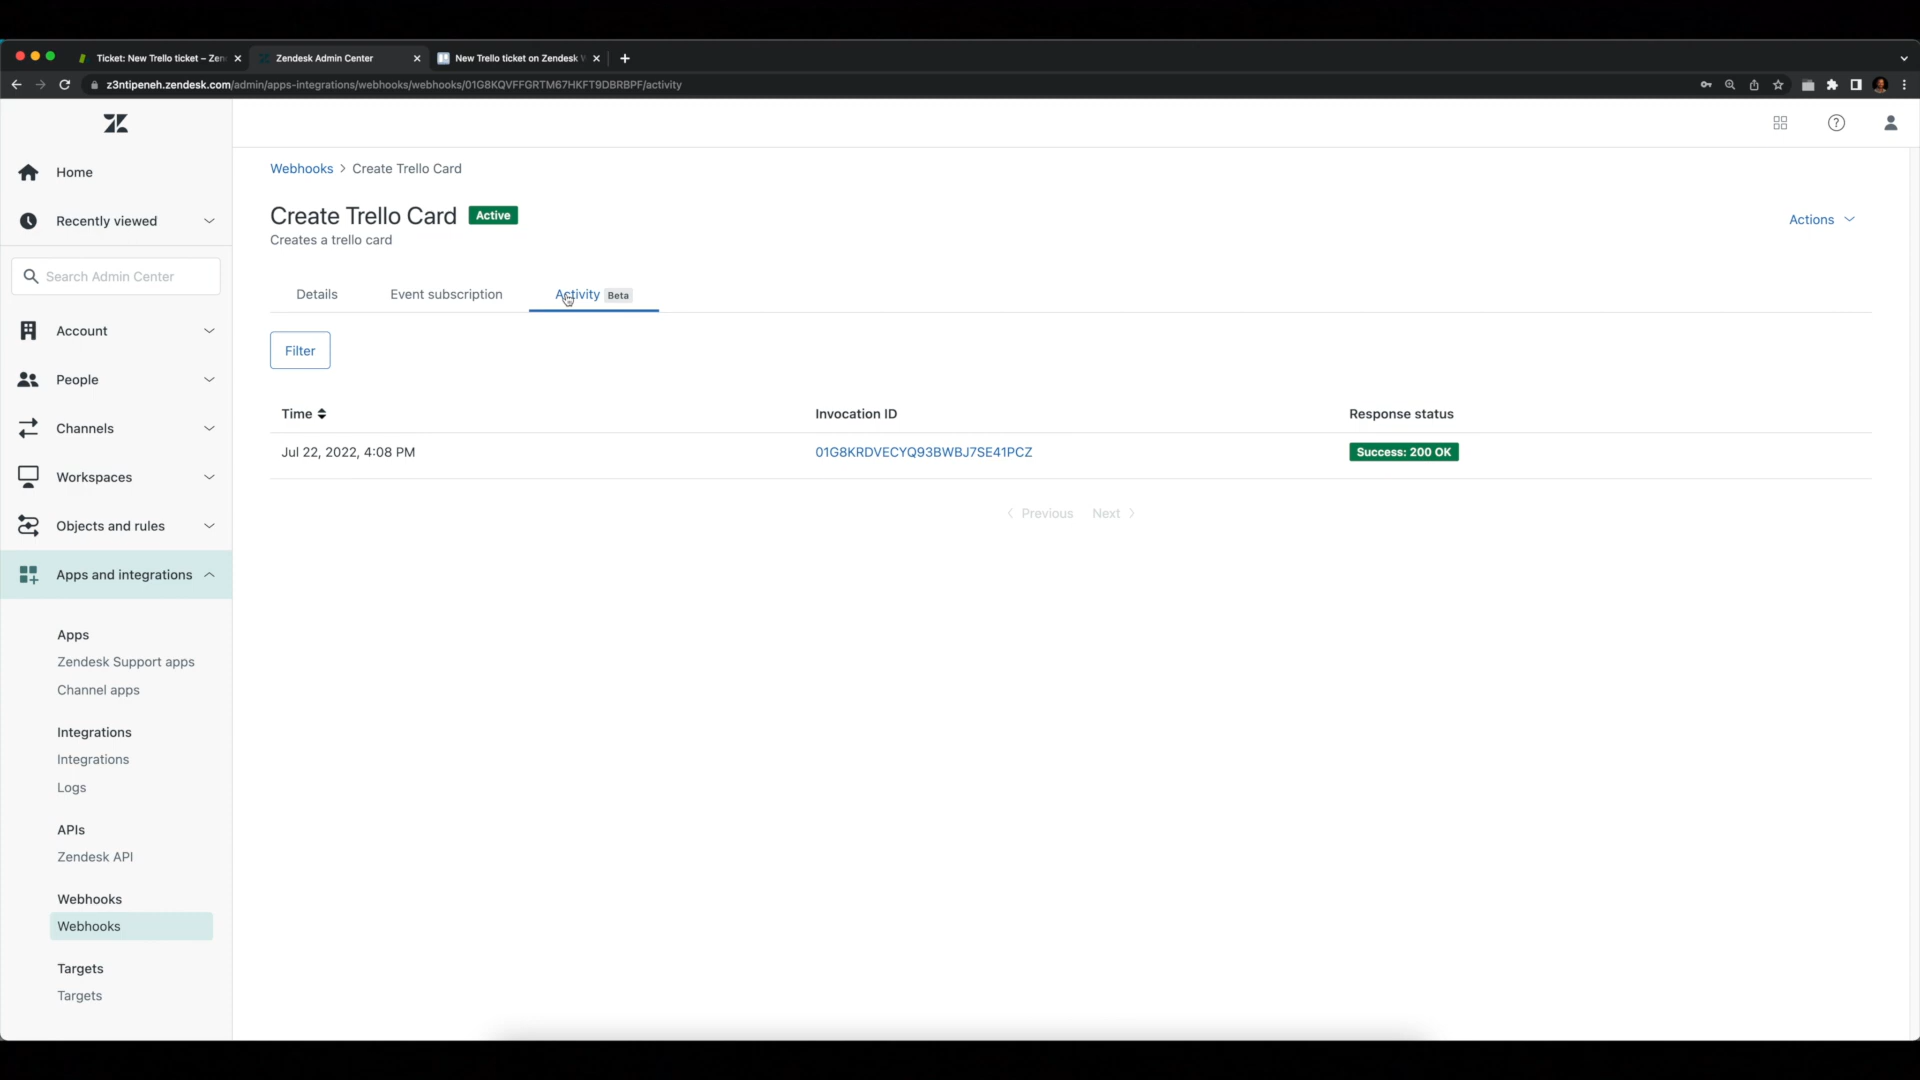 Ticket: New Trello ticket – Zen
Zendesk Admin Center
New Trello ticket on Zendesk W
z3ntipeneh.zendesk.com/admin/apps-integrations/webhooks/webhooks/01G8KQVFFGRTM67HKFT9DBRBPF/activity
Home
Recently viewed
Search Admin Center
Account
People
Channels
Workspaces
Objects and rules
Apps and integrations
Apps
Zendesk Support apps
Channel apps
Integrations
Integrations
Logs
APIs
Zendesk API
Webhooks
Webhooks
Targets
Targets
Webhooks > Create Trello Card
Create Trello Card Active
Creates a trello card
Actions
Details Event subscription Activity Beta
Filter
Time Invocation ID Response status
Jul 22, 2022, 4:08 PM 01G8KRDVECYQ93BWBJ7SE41PCZ Success: 200 OK
Previous Next